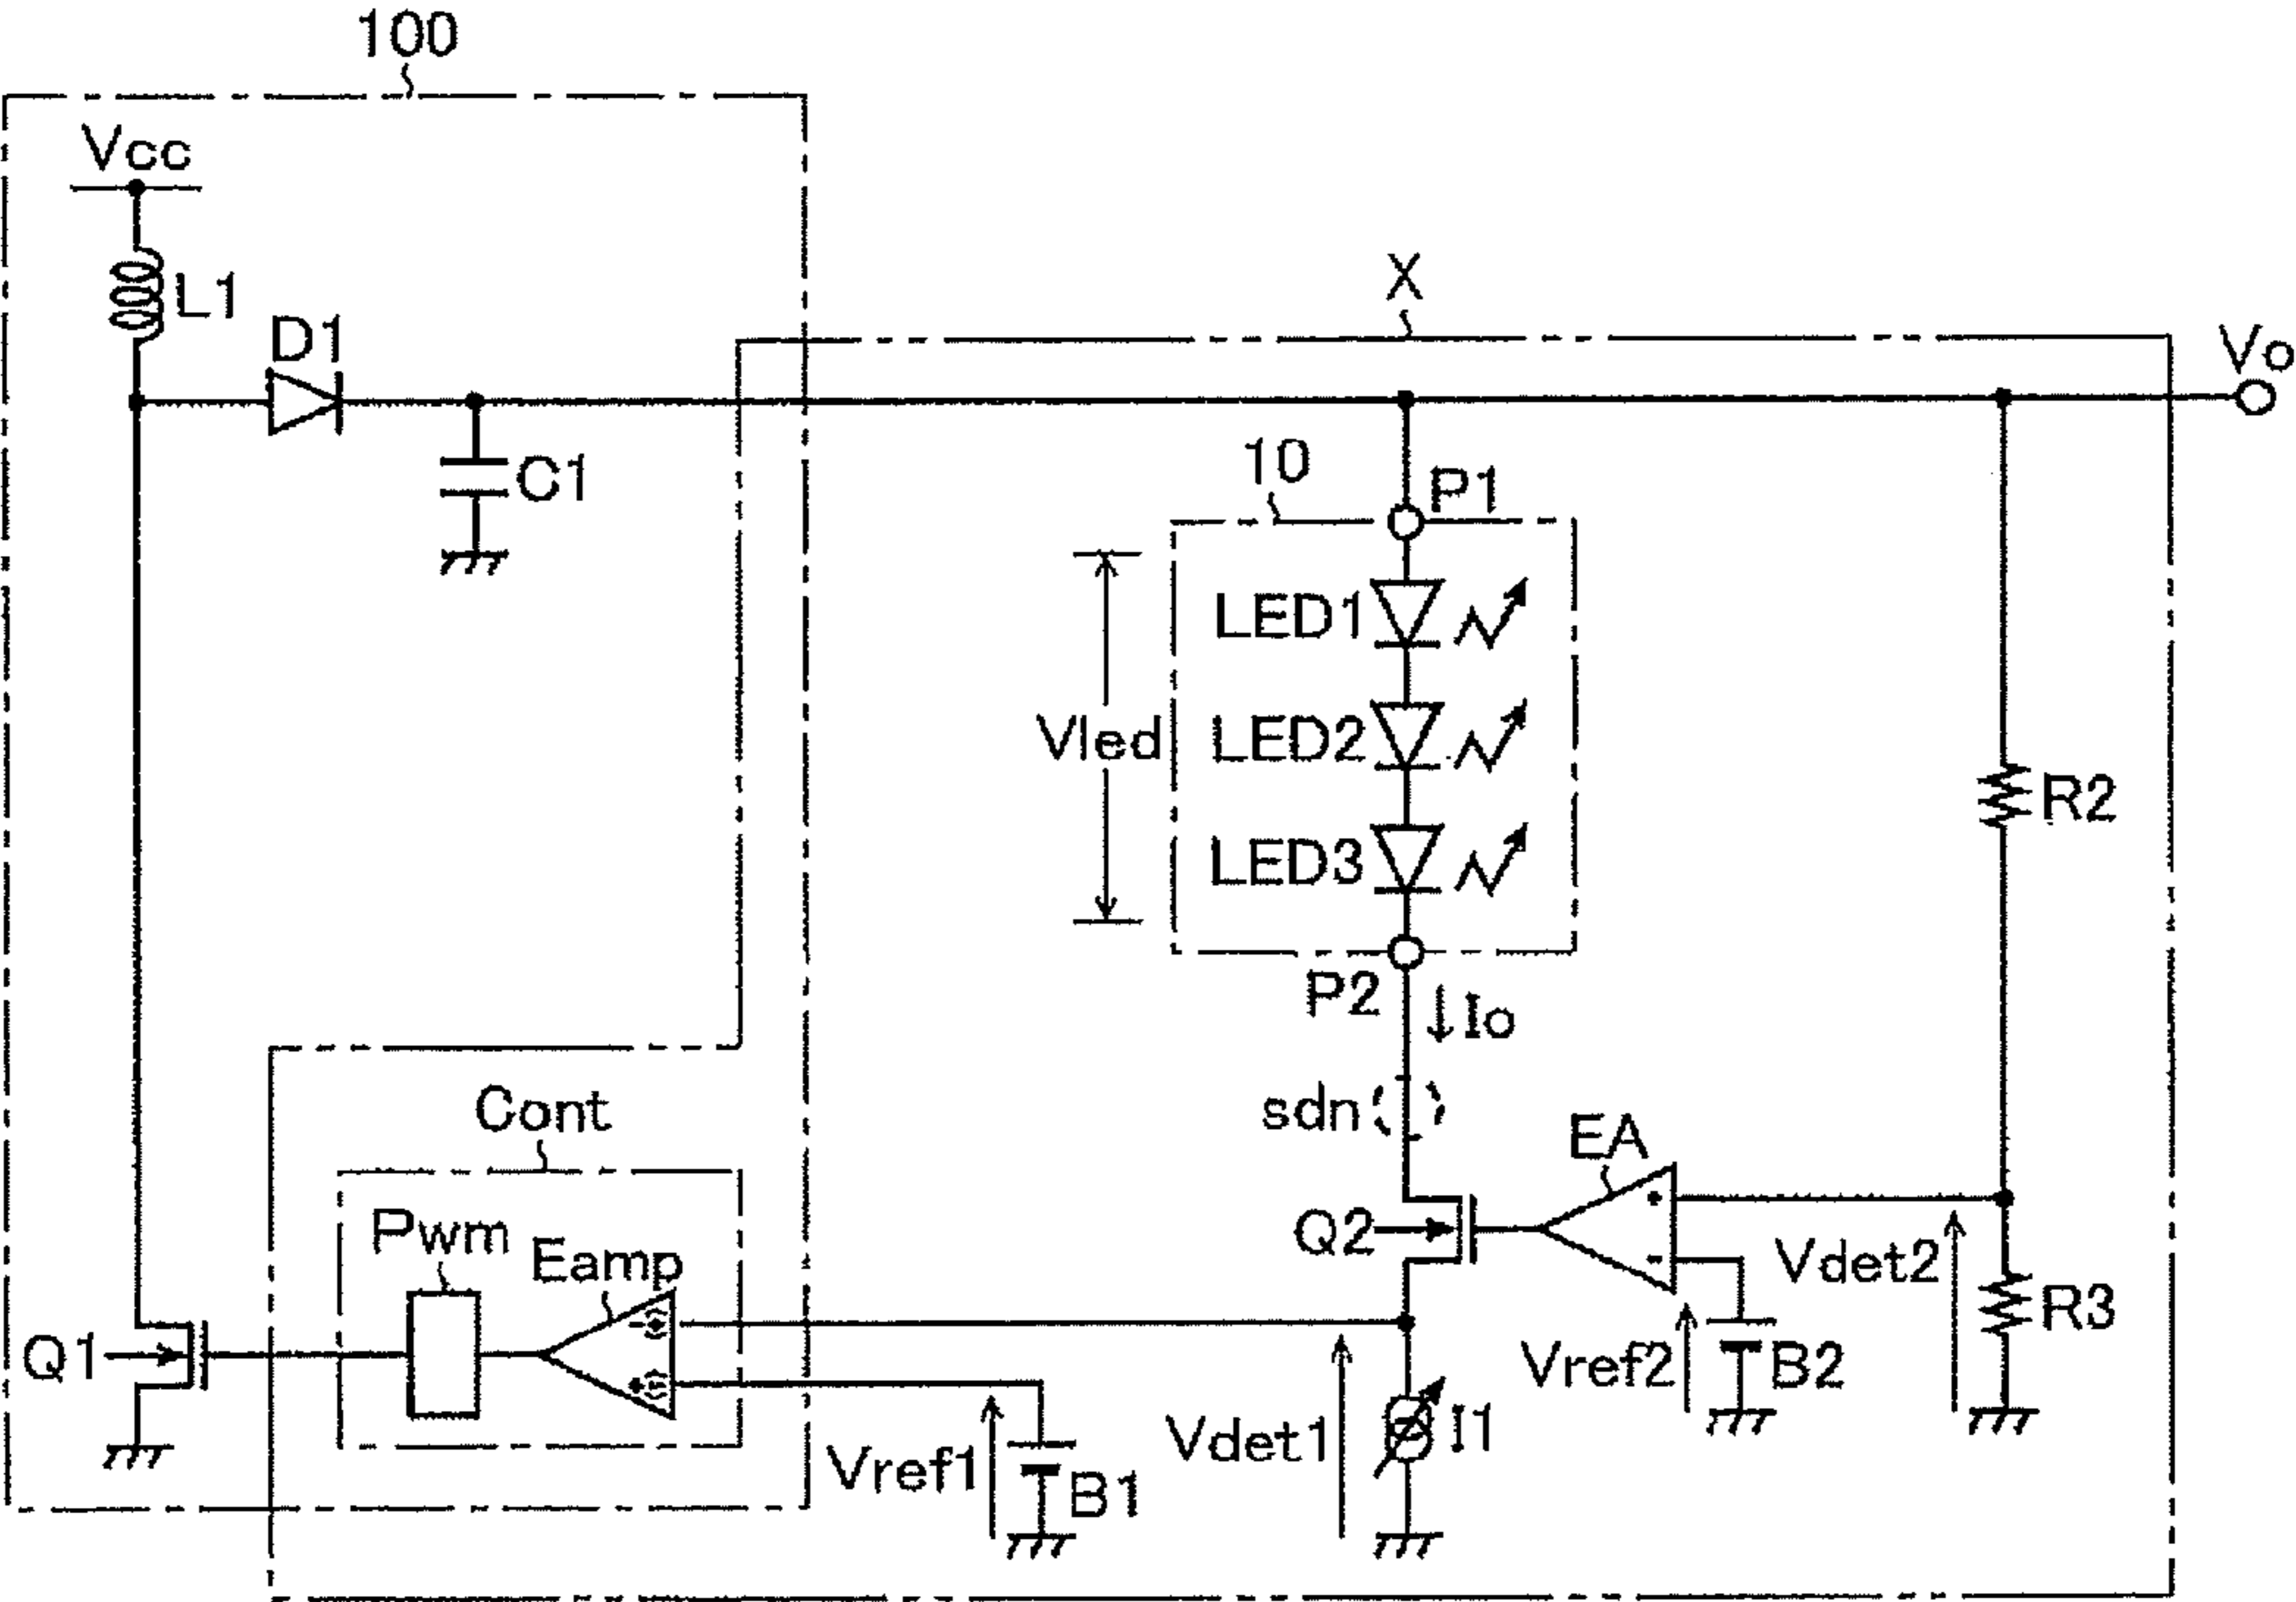 100
Vcc
L1
D1
C1
X
Vo
10
P1
LED1
Vled
LED2
LED3
R2
P2
Io
sdn
EA
Cont
Pwm
Eamp
Q2
Vdet2
R3
Q1
Vref2
B2
Vref1
B1
Vdet1
I1